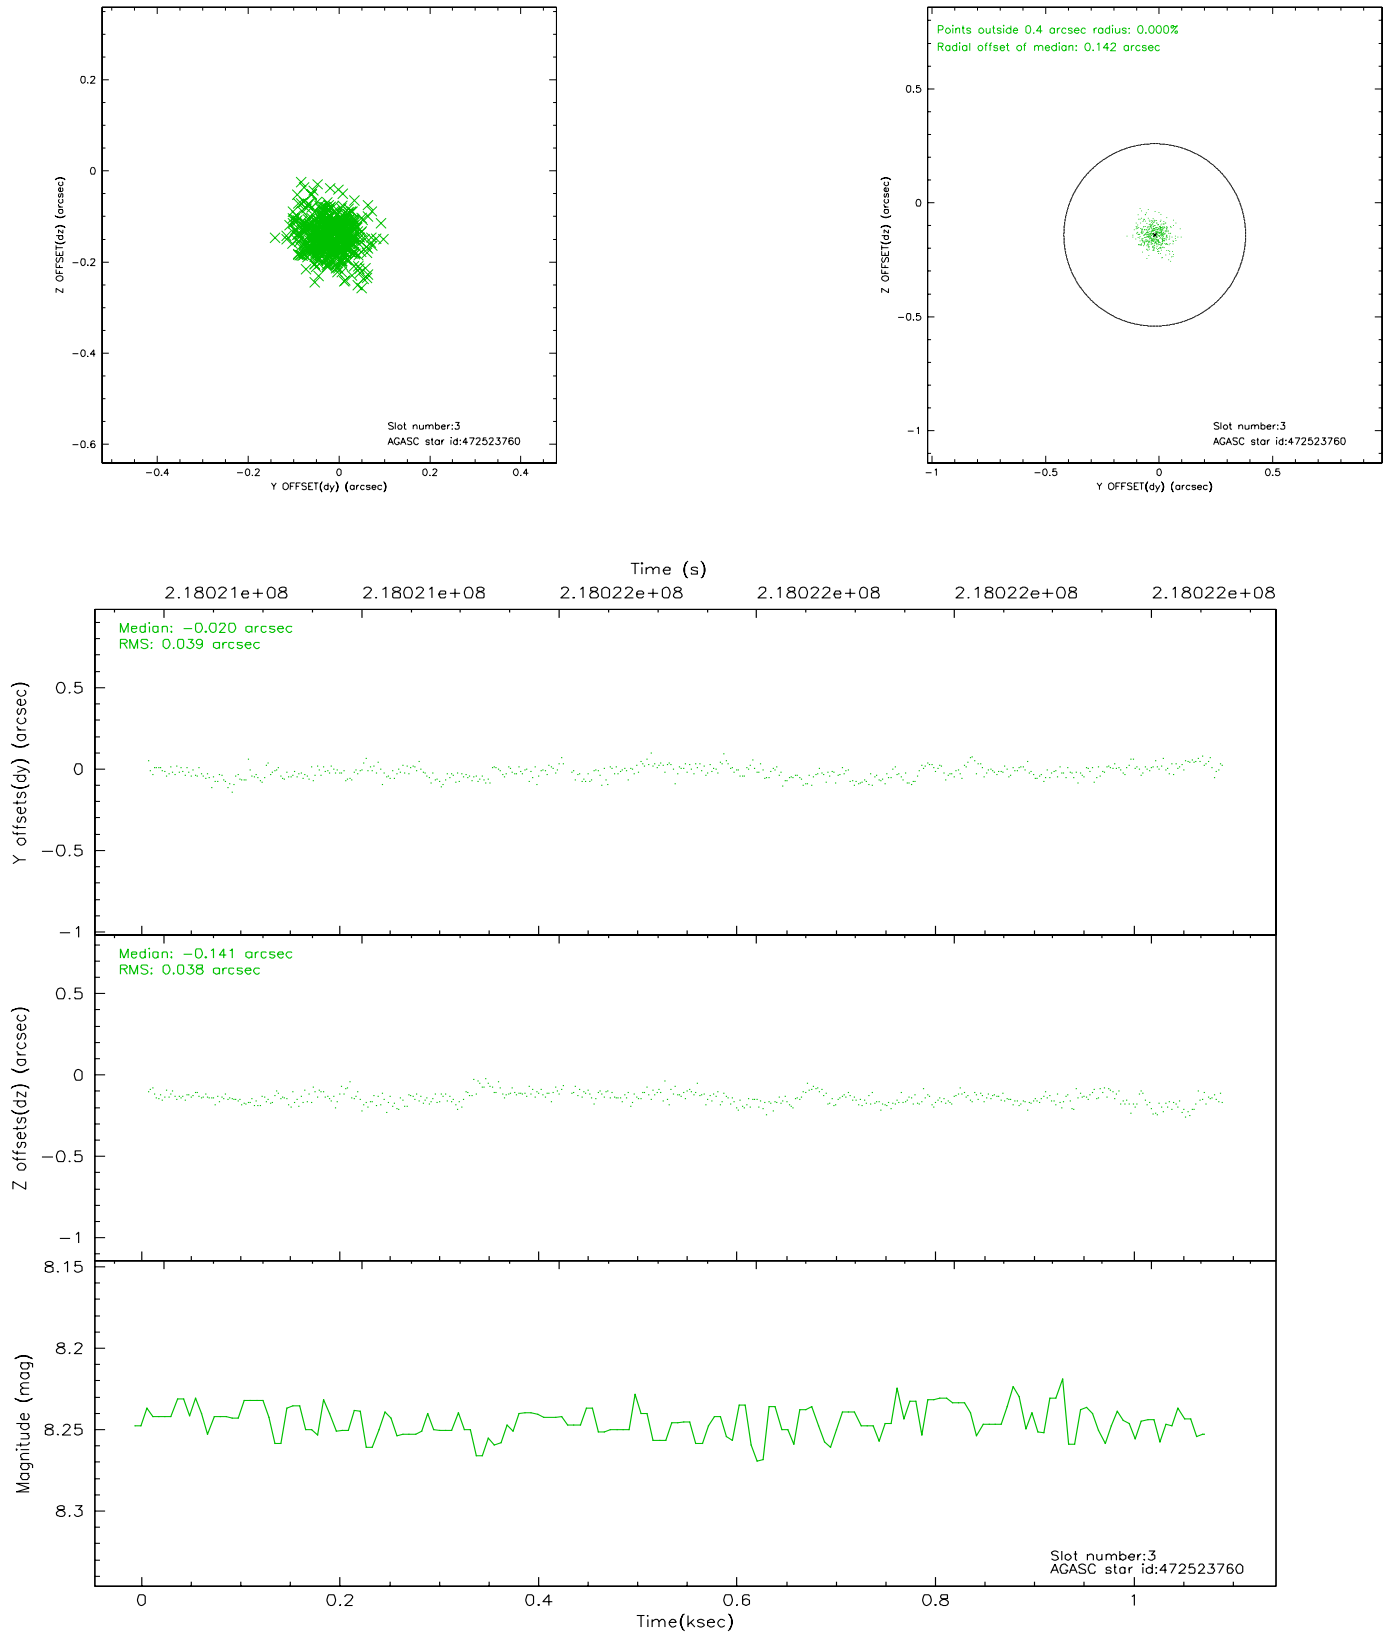 0.2
0
−0.2
−0.4
−0.6
Z OFFSET(dz) (arcsec)
Slot number:3
AGASC star id:472523760
−0.4 −0.2 0 0.2 0.4
Y OFFSET(dy) (arcsec)
Points outside 0.4 arcsec radius: 0.000%
Radial offset of median: 0.142 arcsec
0.5
0
−0.5
−1
Z OFFSET(dz) (arcsec)
Slot number:3
AGASC star id:472523760
−1 −0.5 0 0.5
Y OFFSET(dy) (arcsec)
Time (s)
2.18021e+08 2.18021e+08 2.18022e+08 2.18022e+08 2.18022e+08 2.18022e+08
Median: −0.020 arcsec
RMS: 0.039 arcsec
0.5
0
−0.5
−1
Y offsets(dy) (arcsec)
Median: −0.141 arcsec
RMS: 0.038 arcsec
0.5
0
−0.5
−1
Z offsets(dz) (arcsec)
8.15
8.2
8.25
8.3
Magnitude (mag)
Slot number:3
AGASC star id:472523760
0 0.2 0.4 0.6 0.8 1
Time(ksec)